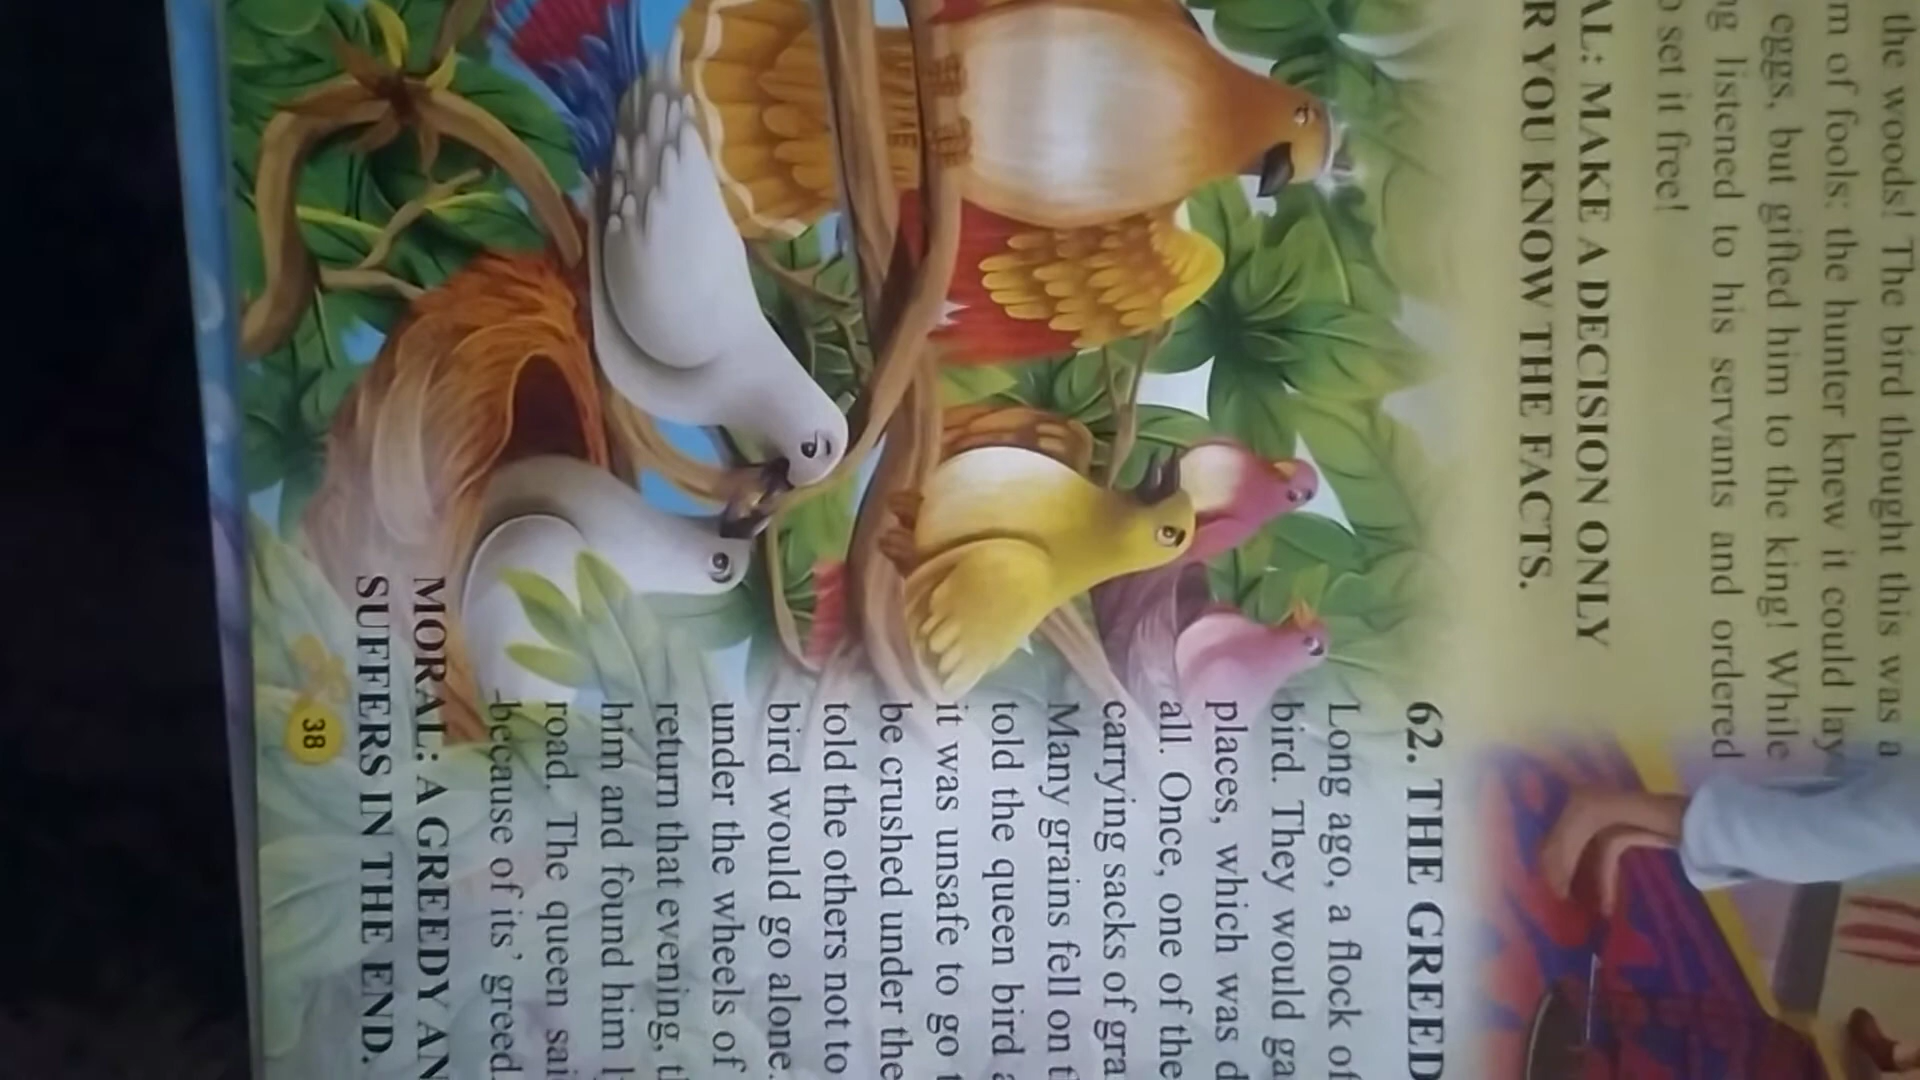 the woods! The bird thought this was a
m of fools: the hunter knew it could lay
eggs, but gifted him to the king! While
listened to his servants and ordered
set it free!
AL: MAKE A DECISION ONLY
R YOU KNOW THE FACTS.
62. THE GREED
Long ago, a flock of
bird. They would ga
places, which was d
all. Once, one of the
carrying sacks of gra
Many grains fell on
told the queen bird
it was unsafe to go
be crushed under the
told the others not to
bird would go alone.
under the wheels of
return that evening,
him and found him
road. The queen sai
because of its' greed.
MORAL: A GREEDY AN
SUFFERS IN THE END.
38